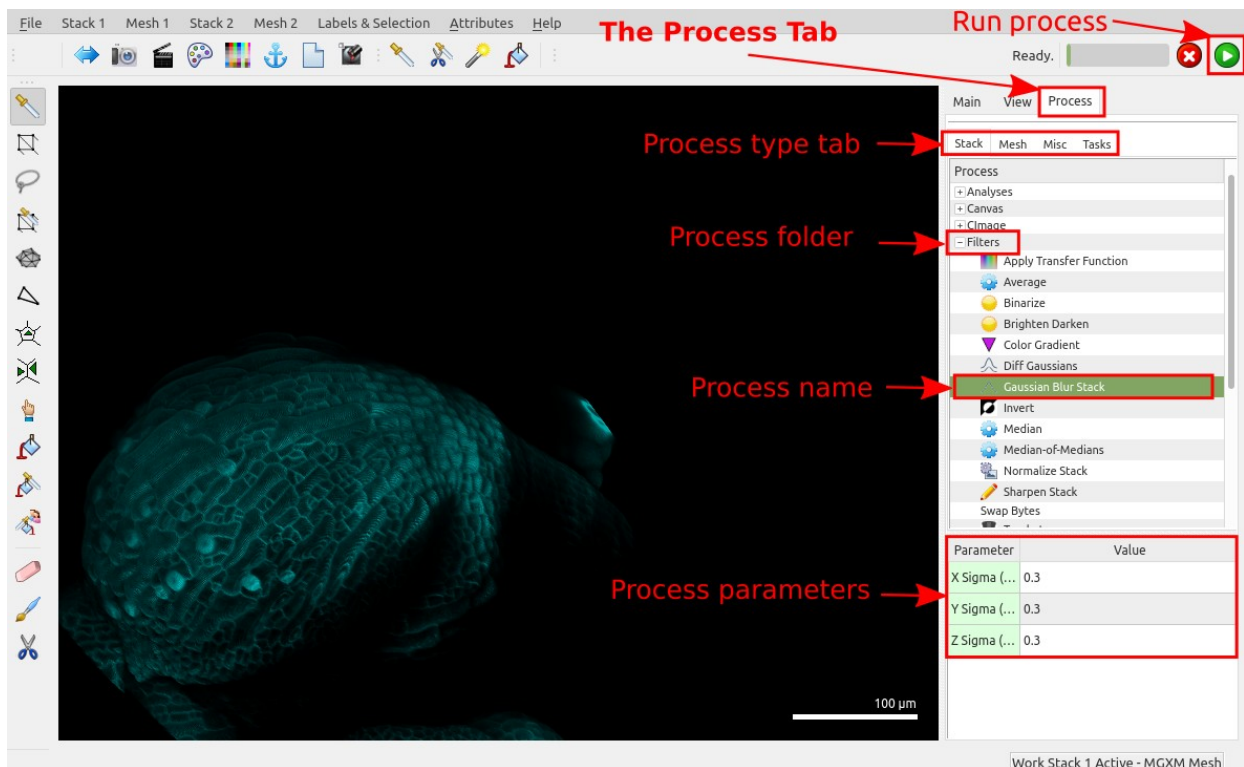 File Stack 1 Mesh 1 Stack 2 Mesh 2 Labels & Selection Attributes Help
Run process
The Process Tab
Ready.
Main View Process
Process type tab
Stack Mesh Misc Tasks
Process
Analyses
Canvas
CImage
Process folder
Filters
Apply Transfer Function
Average
Binarize
Brighten Darken
Color Gradient
Diff Gaussians
Process name
Gaussian Blur Stack
Invert
Median
Median-of-Medians
Normalize Stack
Sharpen Stack
Swap Bytes
Parameter Value
Process parameters
X Sigma (... 0.3
Y Sigma (... 0.3
Z Sigma (... 0.3
100 µm
Work Stack 1 Active - MGXM Mesh